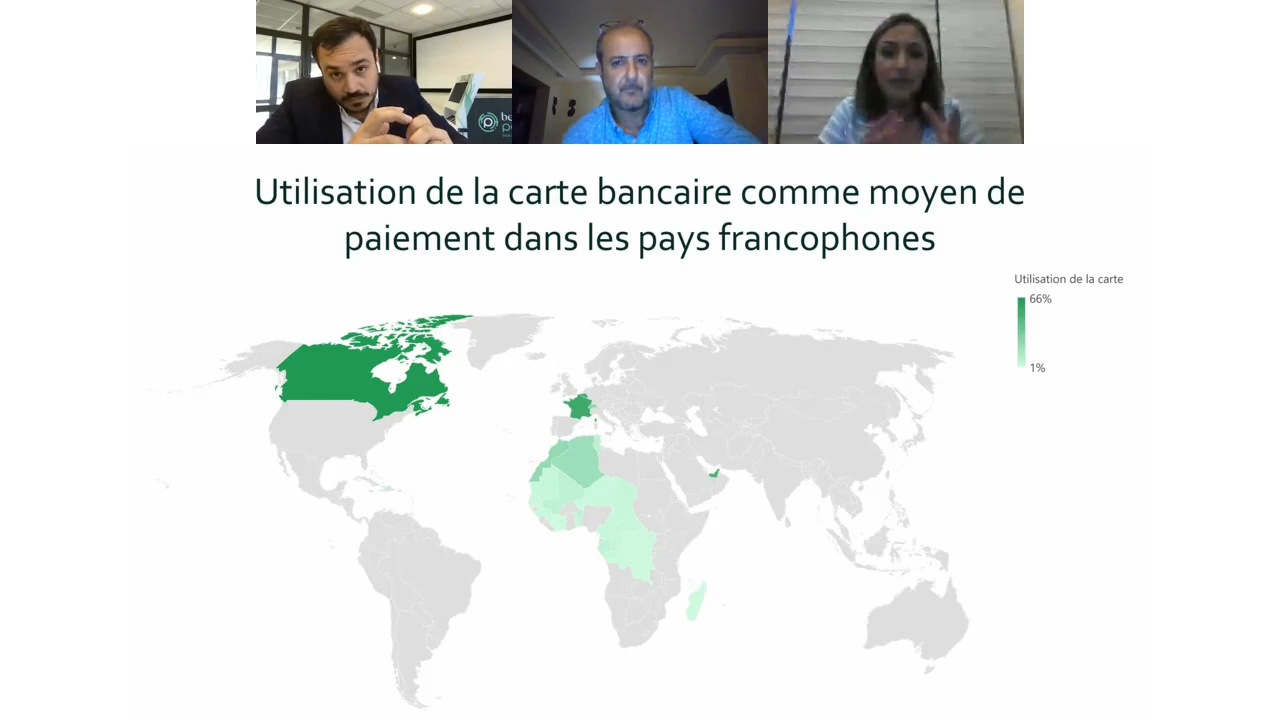 be
p
Utilisation de la carte bancaire comme moyen de
paiement dans les pays francophones
Utilisation de la carte
66%
1%